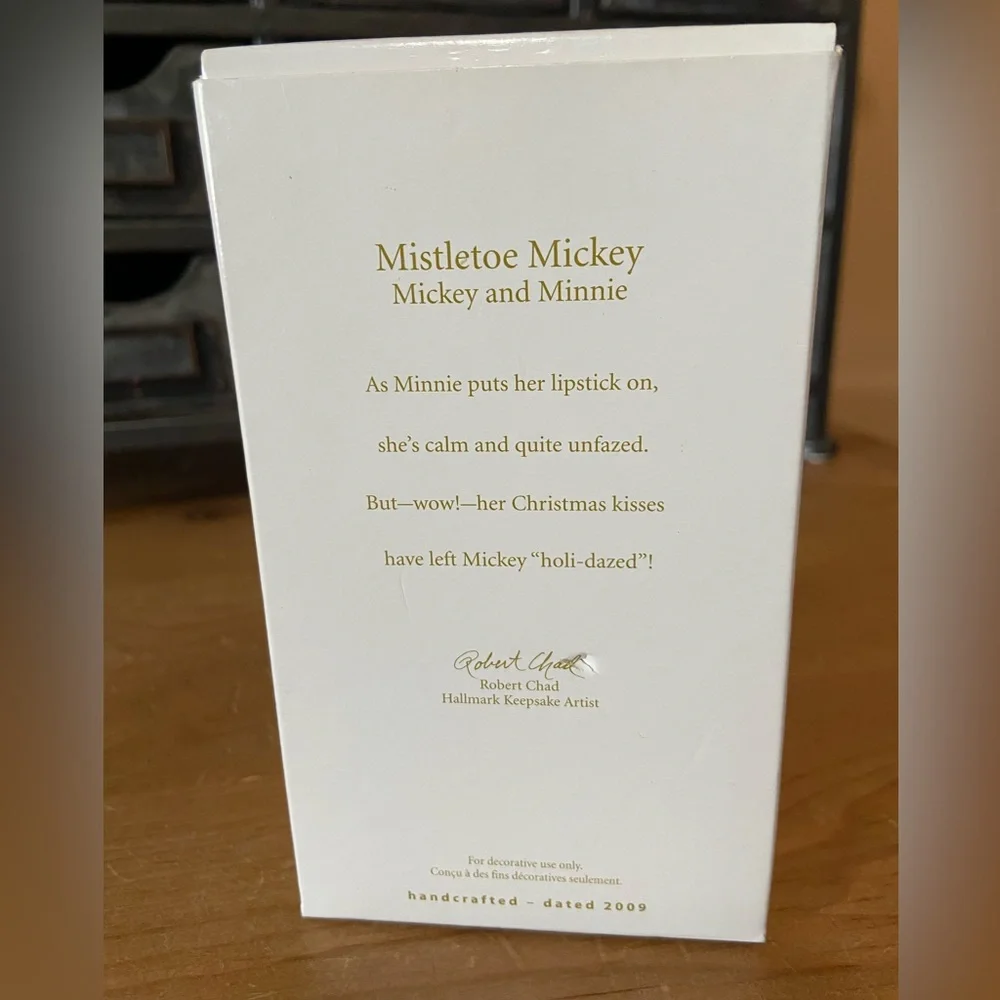 Mistletoe Mickey
Mickey and Minnie
As Minnie puts her lipstick on,
she's calm and quite unfazed.
But—wow!—her Christmas kisses
have left Mickey “holi-dazed”!
Robert Chad
Robert Chad
Hallmark Keepsake Artist
For decorative use only.
Conçu à des fins décoratives seulement.
handcrafted – dated 2009